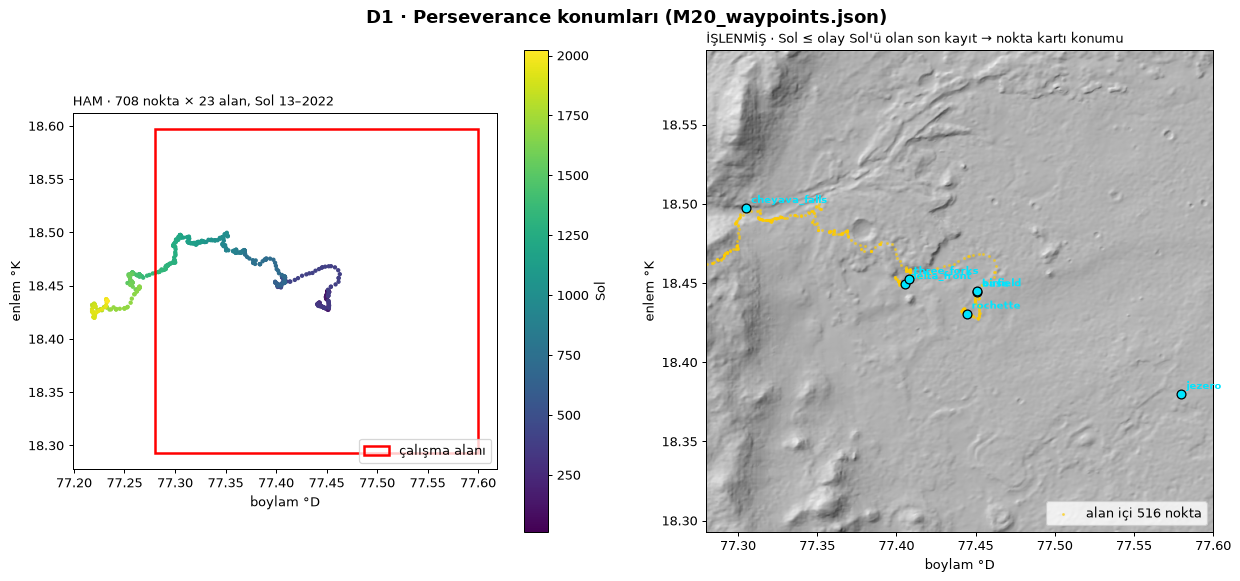 D1 · Perseverance konumları (M20_waypoints.json)
HAM · 708 nokta × 23 alan, Sol 13–2022
18.60
18.55
18.50
18.45
18.40
18.35
18.30
enlem °K
77.20 77.25 77.30 77.35 77.40 77.45 77.50 77.55 77.60
boylam °D
çalışma alanı
2000
1750
1500
1250
1000
750
500
250
Sol
İŞLENMİŞ · Sol ≤ olay Sol'ü olan son kayıt → nokta kartı konumu
18.55
18.50
18.45
18.40
18.35
18.30
enlem °K
77.30 77.35 77.40 77.45 77.50 77.55 77.60
boylam °D
rochette
jezero
alan içi 516 nokta